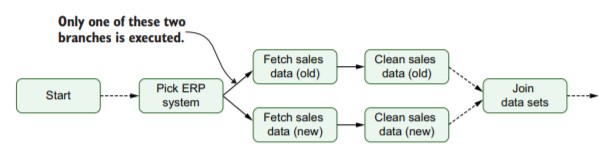 Only one of these two
branches is executed.
Start
Pick ERP
system
Fetch sales
data (old)
Clean sales
data (old)
Fetch sales
data (new)
Clean sales
data (new)
Join
data sets